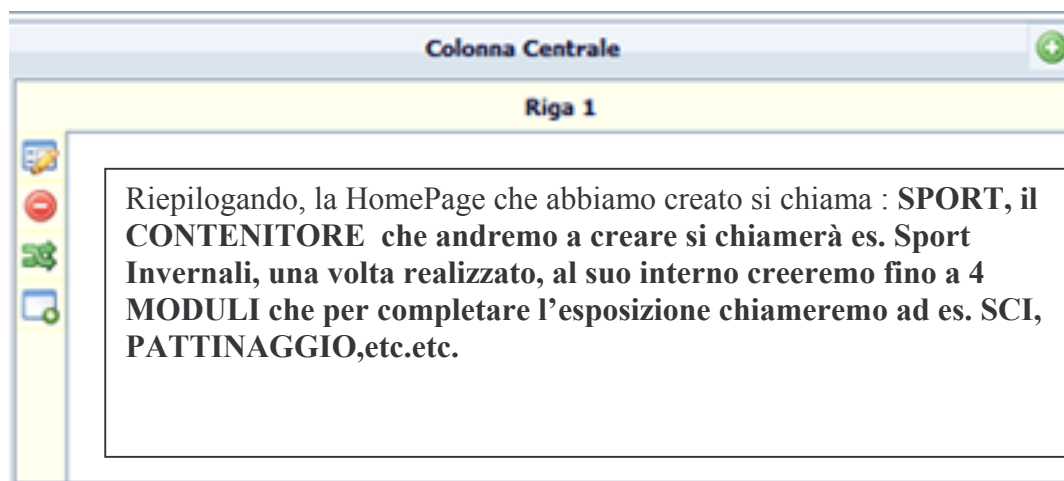 Colonna Centrale
Riga 1
Riepilogando, la HomePage che abbiamo creato si chiama : SPORT, il
CONTENITORE che andremo a creare si chiamerà es. Sport
Invernali, una volta realizzato, al suo interno creeremo fino a 4
MODULI che per completare l’esposizione chiameremo ad es. SCI,
PATTINAGGIO,etc.etc.